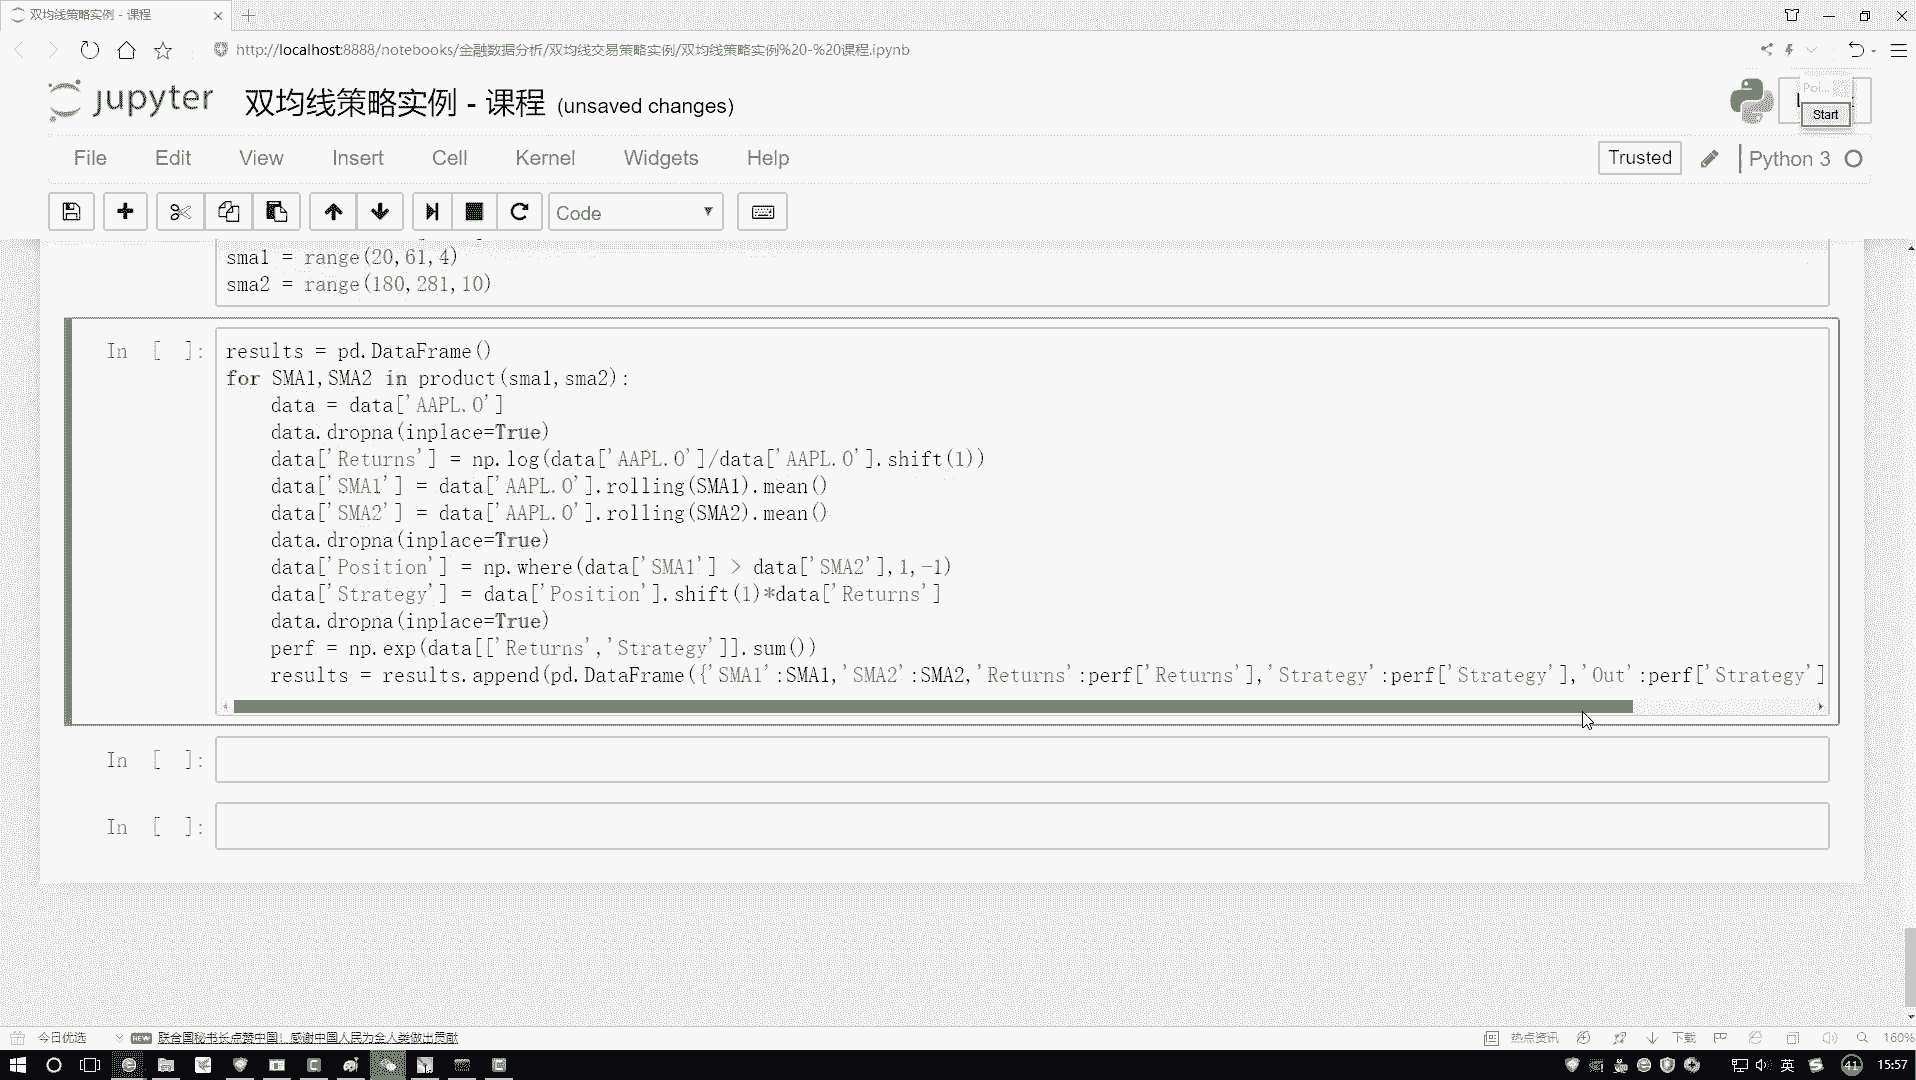 双均线策略实例 - 课程
http://localhost:8888/notebooks/金融数据分析/双均线交易策略实例/双均线策略实例%20-%20课程.ipynb
jupyter 双均线策略实例 - 课程 (unsaved changes)
Poi...
Start
File Edit View Insert Cell Kernel Widgets Help
Trusted Python 3
Code
sma1 = range(20,61,4)
sma2 = range(180,281,10)
In [ ]: results = pd.DataFrame()
for SMA1,SMA2 in product(sma1,sma2):
data = data['AAPL.O']
data.dropna(inplace=True)
data['Returns'] = np.log(data['AAPL.O']/data['AAPL.O'].shift(1))
data['SMA1'] = data['AAPL.O'].rolling(SMA1).mean()
data['SMA2'] = data['AAPL.O'].rolling(SMA2).mean()
data.dropna(inplace=True)
data['Position'] = np.where(data['SMA1'] > data['SMA2'],1,-1)
data['Strategy'] = data['Position'].shift(1)*data['Returns']
data.dropna(inplace=True)
perf = np.exp(data[['Returns','Strategy']].sum())
results = results.append(pd.DataFrame({'SMA1':SMA1,'SMA2':SMA2,'Returns':perf['Returns'],'Strategy':perf['Strategy'],'Out':perf['Strategy']
In [ ]:
In [ ]:
今日优选 NEW 联合国秘书长点赞中国!感谢中国人民为全人类做出贡献 热点资讯 下载 160%
英 41 15:57